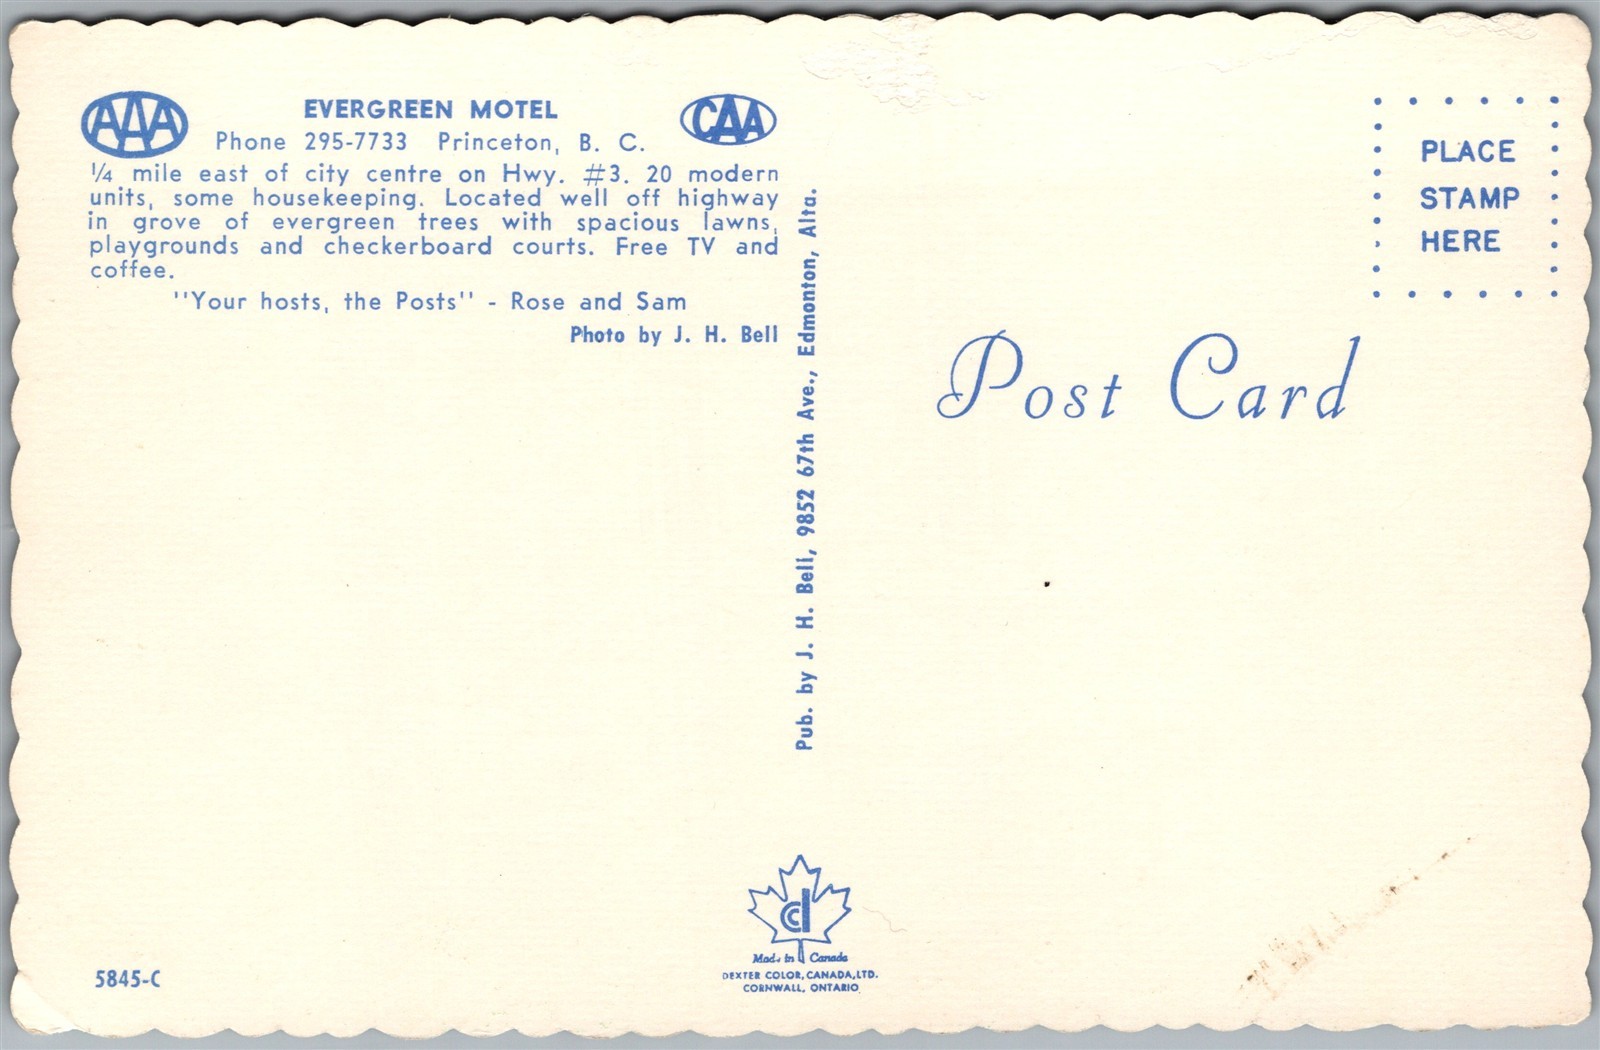 AAA
EVERGREEN MOTEL
CAA
Phone 295-7733 Princeton, B. C.
¼ mile east of city centre on Hwy. #3. 20 modern
units, some housekeeping. Located well off highway
in grove of evergreen trees with spacious lawns,
playgrounds and checkerboard courts. Free TV and
coffee.
"Your hosts, the Posts" - Rose and Sam
Photo by J. H. Bell
Pub. by J. H. Bell, 9852 67th Ave., Edmonton, Alta.
PLACE
STAMP
HERE
Post Card
5845-C
Made in Canada
DEXTER COLOR, CANADA, LTD.
CORNWALL, ONTARIO